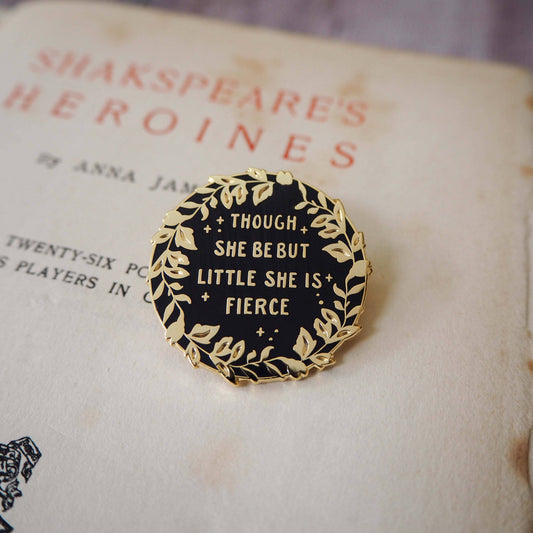 SHAKSPEARE'S
HEROINES
By ANNA JAM
TWENTY-SIX PO
S PLAYERS IN C
THOUGH
SHE BE BUT
LITTLE SHE IS
FIERCE